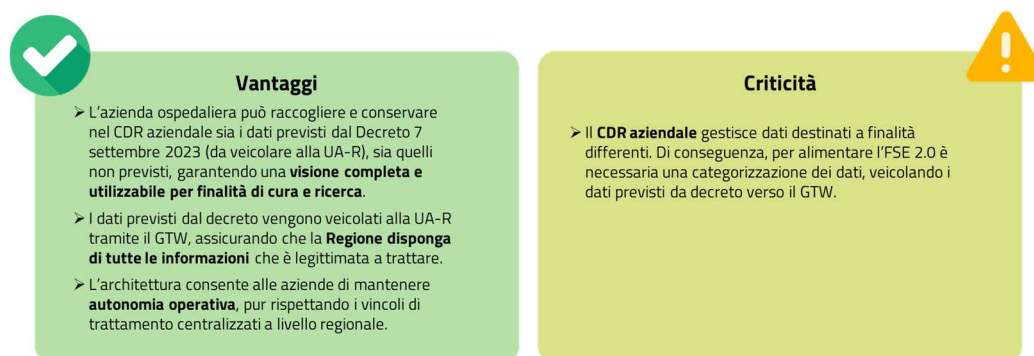 Vantaggi
➢ L'azienda ospedaliera può raccogliere e conservare
nel CDR aziendale sia i dati previsti dal Decreto 7
settembre 2023 (da veicolare alla UA-R), sia quelli
non previsti, garantendo una visione completa e
utilizzabile per finalità di cura e ricerca.
➢ I dati previsti dal decreto vengono veicolati alla UA-R
tramite il GTW, assicurando che la Regione disponga
di tutte le informazioni che è legittimata a trattare.
➢ L'architettura consente alle aziende di mantenere
autonomia operativa, pur rispettando i vincoli di
trattamento centralizzati a livello regionale.
Criticità
➢ Il CDR aziendale gestisce dati destinati a finalità
differenti. Di conseguenza, per alimentare l'FSE 2.0 è
necessaria una categorizzazione dei dati, veicolando i
dati previsti da decreto verso il GTW.